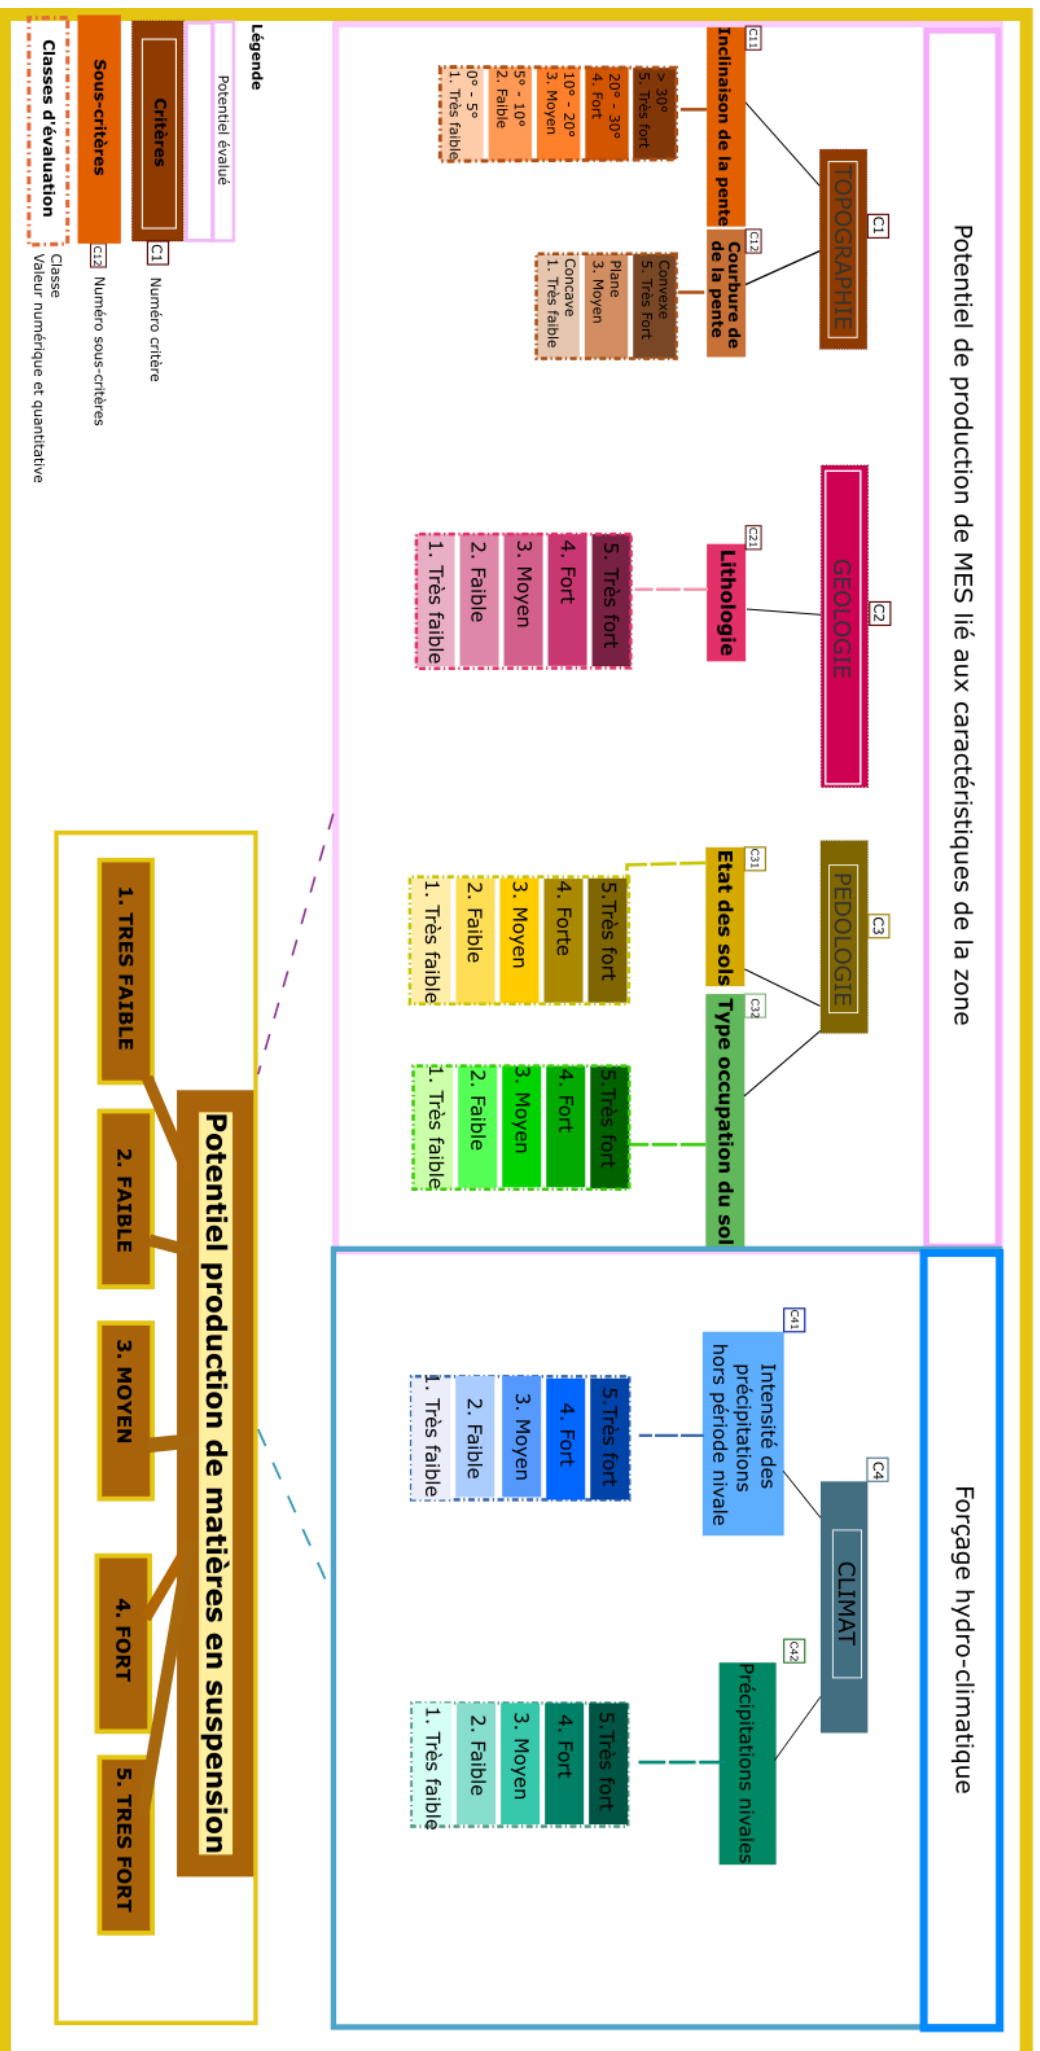 Potentiel de production de MES lié aux caractéristiques de la zone
Forçage hydro-climatique
C1
TOPOGRAPHIE
C2
GEOLOGIE
C3
PEDOLOGIE
C4
CLIMAT
C11
Inclinaison de la pente
C12
Courbure de
de la pente
C21
Lithologie
C31
Etat des sols
C32
Type occupation du sol
C41
Intensité des
précipitations
hors période nivale
C42
Précipitations nivales
> 30°
5. Très fort
20° - 30°
4. Fort
10° - 20°
3. Moyen
5° - 10°
2. Faible
0° - 5°
1. Très faible
Convexe
5. Très Fort
Plane
3. Moyen
Concave
1. Très faible
5. Très fort
4. Fort
3. Moyen
2. Faible
1. Très faible
5.Très fort
4. Forte
3. Moyen
2. Faible
1. Très faible
5.Très fort
4. Fort
3. Moyen
2. Faible
1. Très faible
5.Très fort
4. Fort
3. Moyen
2. Faible
1. Très faible
5.Très fort
4. Fort
3. Moyen
2. Faible
1. Très faible
Légende
Potentiel évalué
Critères
C1
Numéro critère
Sous-critères
C12
Numéro sous-critères
Classes d'évaluation
Classe
Valeur numérique et quantitative
Potentiel production de matières en suspension
1. TRES FAIBLE
2. FAIBLE
3. MOYEN
4. FORT
5. TRES FORT